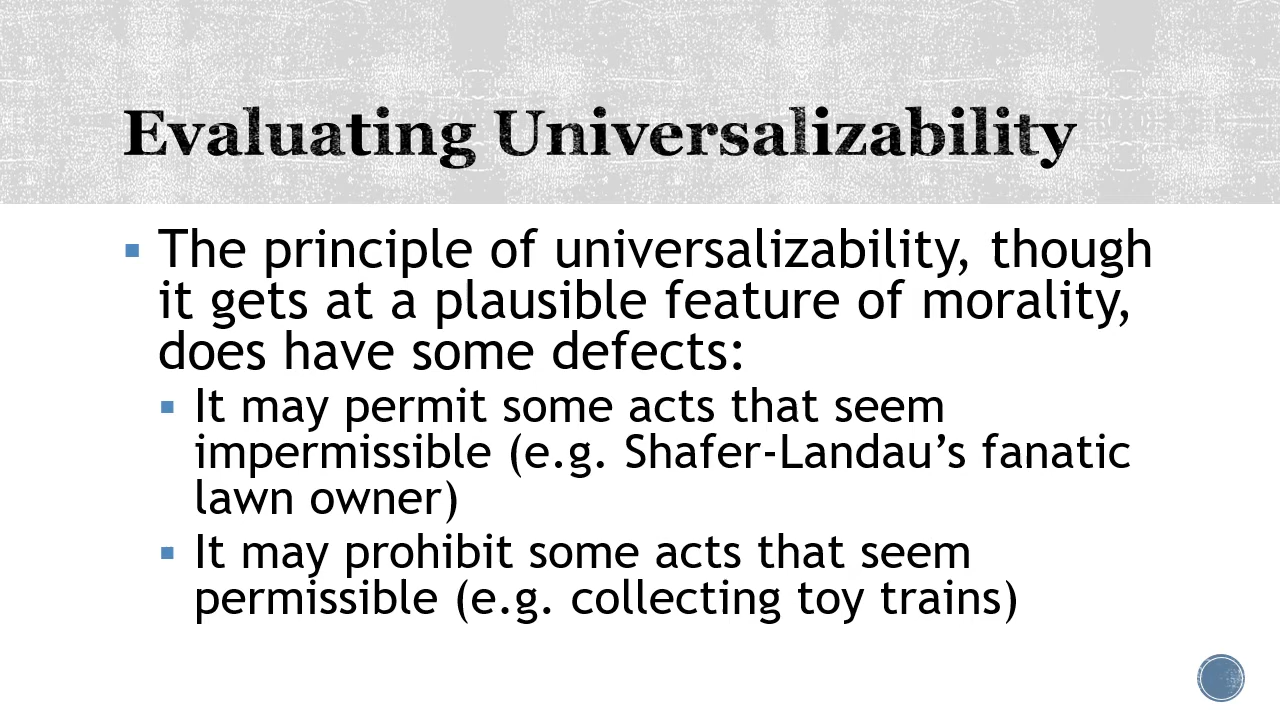 Evaluating Universalizability
The principle of universalizability, though
it gets at a plausible feature of morality,
does have some defects:
It may permit some acts that seem
impermissible (e.g. Shafer-Landau’s fanatic
lawn owner)
It may prohibit some acts that seem
permissible (e.g. collecting toy trains)